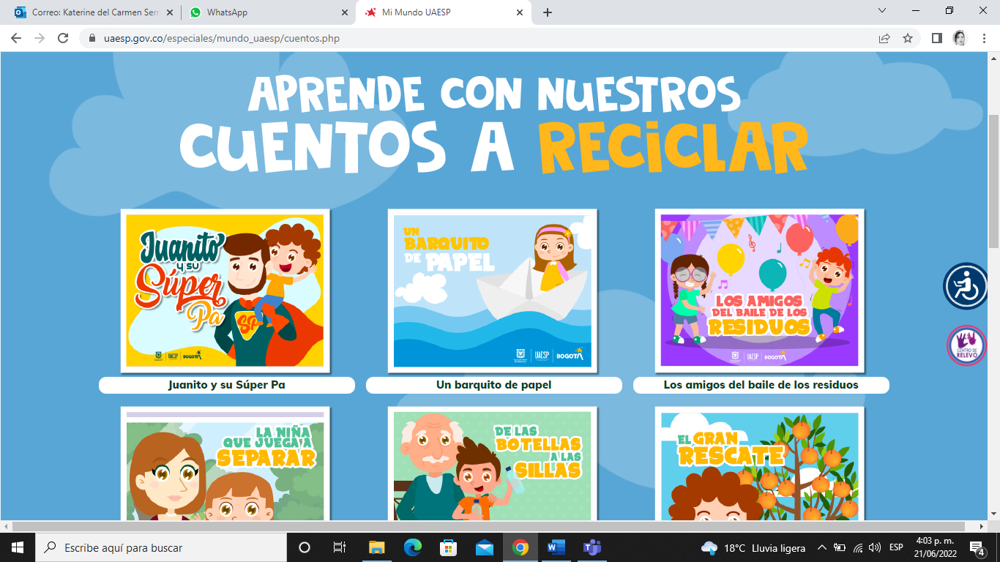 Correo: Katerine del Carmen Serr
WhatsApp
Mi Mundo UAESP
uaesp.gov.co/especiales/mundo_uaesp/cuentos.php
APRENDE CON NUESTROS
CUENTOS A RECICLAR
Juanito
y su
Súper
Pa
SP
UAESP
BOGOTÁ
UN
BARQUITO
DE PAPEL
UAESP
BOGOTÁ
LOS AMIGOS
DEL BAILE DE LOS
RESIDUOS
UAESP
BOGOTÁ
CENTRO DE
RELEVO
Juanito y su Súper Pa
Un barquito de papel
Los amigos del baile de los residuos
LA NIÑA
QUE JUEGA A
SEPARAR
DE LAS
BOTELLAS
A LAS
SILLAS
EL GRAN
RESCATE
Escribe aquí para buscar
18°C Lluvia ligera
ESP
4:03 p. m.
21/06/2022
4